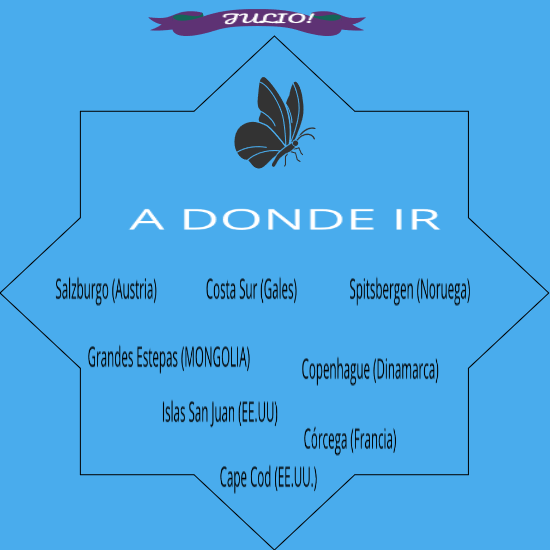 JULIO!
A DONDE IR
Salzburgo (Austria) Costa Sur (Gales) Spitsbergen (Noruega)
Grandes Estepas (MONGOLIA)
Copenhague (Dinamarca)
Islas San Juan (EE.UU)
Córcega (Francia)
Cape Cod (EE.UU.)